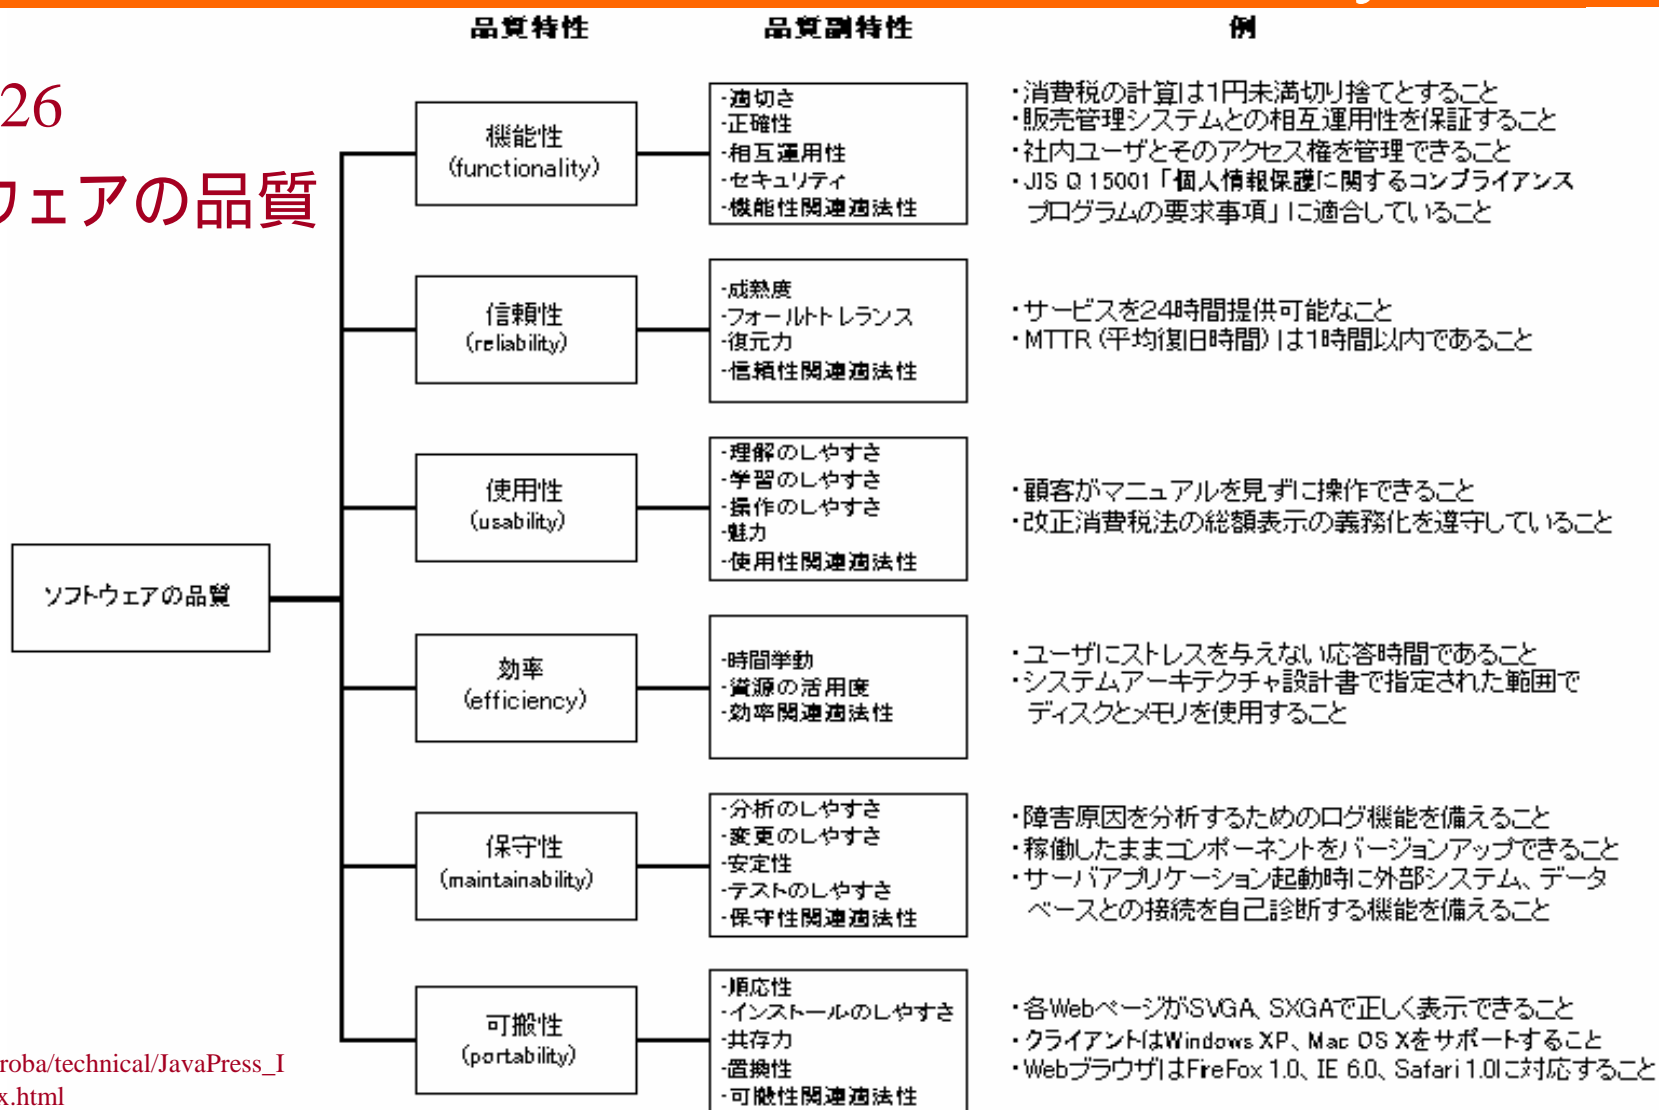 品質特性
品質副特性
例
26
ウェアの品質
ソフトウェアの品質
機能性
(functionality)
・適切さ
・正確性
・相互運用性
・セキュリティ
・機能性関連適法性
・消費税の計算は1円未満切り捨てとすること
・販売管理システムとの相互運用性を保証すること
・社内ユーザとそのアクセス権を管理できること
・JIS Q 15001「個人情報保護に関するコンプライアンス
プログラムの要求事項」に適合していること
信頼性
(reliability)
・成熟度
・フォールトトレランス
・復元力
・信頼性関連適法性
・サービスを24時間提供可能なこと
・MTTR(平均復旧時間)は1時間以内であること
使用性
(usability)
・理解のしやすさ
・学習のしやすさ
・操作のしやすさ
・魅力
・使用性関連適法性
・顧客がマニュアルを見ずに操作できること
・改正消費税法の総額表示の義務化を遵守していること
効率
(efficiency)
・時間挙動
・資源の活用度
・効率関連適法性
・ユーザにストレスを与えない応答時間であること
・システムアーキテクチャ設計書で指定された範囲で
ディスクとメモリを使用すること
保守性
(maintainability)
・分析のしやすさ
・変更のしやすさ
・安定性
・テストのしやすさ
・保守性関連適法性
・障害原因を分析するためのログ機能を備えること
・稼働したままコンポーネントをバージョンアップできること
・サーバアプリケーション起動時に外部システム、データ
ベースとの接続を自己診断する機能を備えること
可搬性
(portability)
・順応性
・インストールのしやすさ
・共存力
・置換性
・可搬性関連適法性
・各WebページがSVGA、SXGAで正しく表示できること
・クライアントはWindows XP、Mac OS Xをサポートすること
・WebブラウザはFireFox 1.0、IE 6.0、Safari 1.0に対応すること
roba/technical/JavaPress_I
x.html